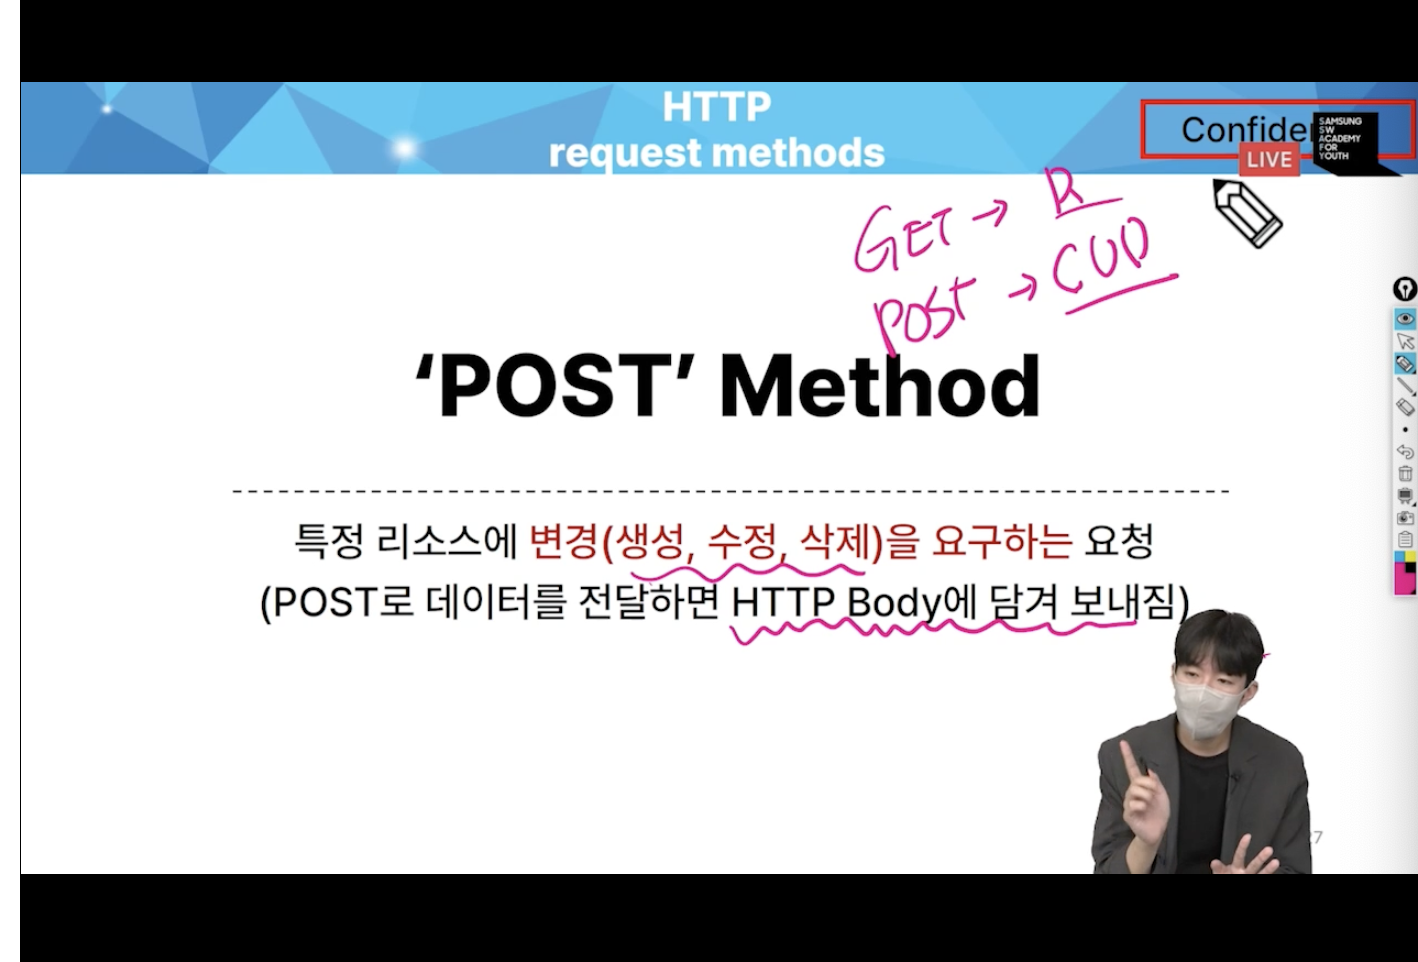 HTTP
request methods
Confide
LIVE
SAMSUNG
SW
ACADEMY
FOR
YOUTH
GET → R
POST → CUD
‘POST’ Method
특정 리소스에 변경(생성, 수정, 삭제)을 요구하는 요청
(POST로 데이터를 전달하면 HTTP Body에 담겨 보내짐)